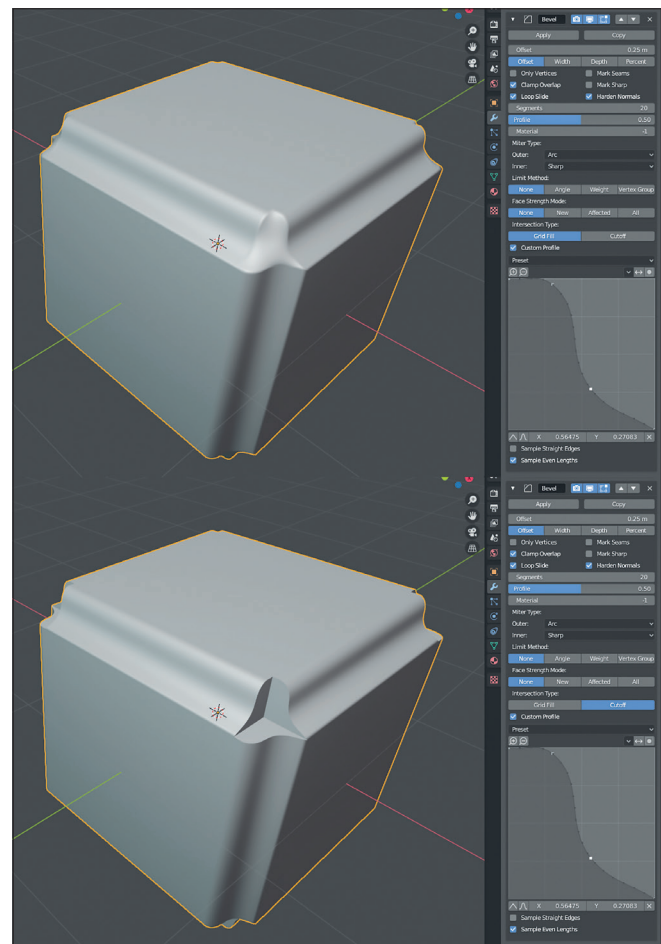 Bevel
Apply Copy
Offset 0.25 m
Offset Width Depth Percent
Only Vertices Mark Seams
Clamp Overlap Mark Sharp
Loop Slide Harden Normals
Segments 20
Profile 0.50
Material -1
Miter Type:
Outer: Arc
Inner: Sharp
Limit Method:
None Angle Weight Vertex Group
Face Strength Mode:
None New Affected All
Intersection Type:
Grid Fill Cutoff
Custom Profile
Preset
X 0.56475 Y 0.27083
Sample Straight Edges
Sample Even Lengths
Bevel
Apply Copy
Offset 0.25 m
Offset Width Depth Percent
Only Vertices Mark Seams
Clamp Overlap Mark Sharp
Loop Slide Harden Normals
Segments 20
Profile 0.50
Material -1
Miter Type:
Outer: Arc
Inner: Sharp
Limit Method:
None Angle Weight Vertex Group
Face Strength Mode:
None New Affected All
Intersection Type:
Grid Fill Cutoff
Custom Profile
Preset
X 0.56475 Y 0.27083
Sample Straight Edges
Sample Even Lengths